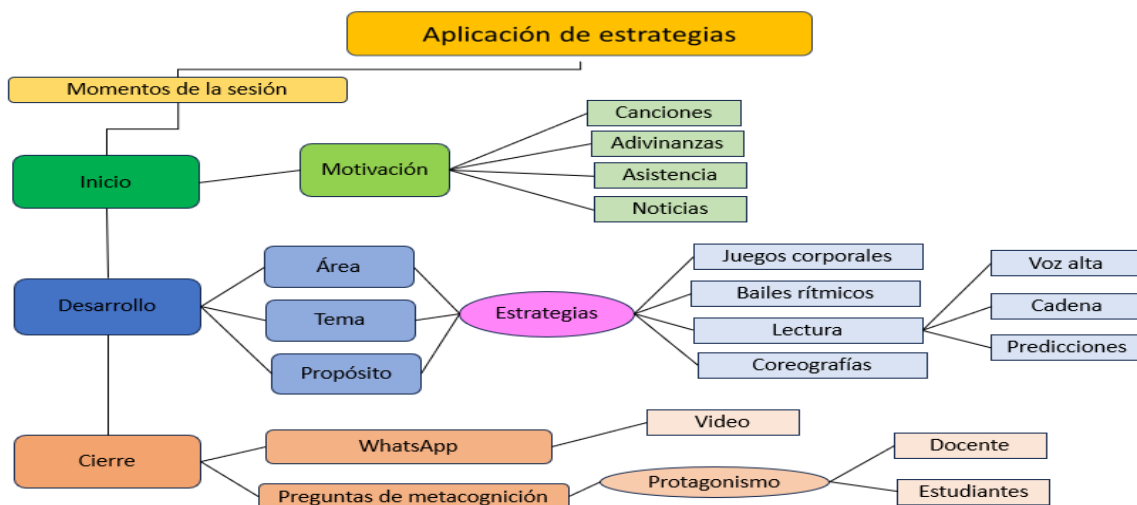 Aplicación de estrategias
Momentos de la sesión
Inicio
Motivación
Canciones
Adivinanzas
Asistencia
Noticias
Desarrollo
Área
Tema
Propósito
Estrategias
Juegos corporales
Bailes rítmicos
Lectura
Coreografías
Voz alta
Cadena
Predicciones
Cierre
WhatsApp
Video
Preguntas de metacognición
Protagonismo
Docente
Estudiantes